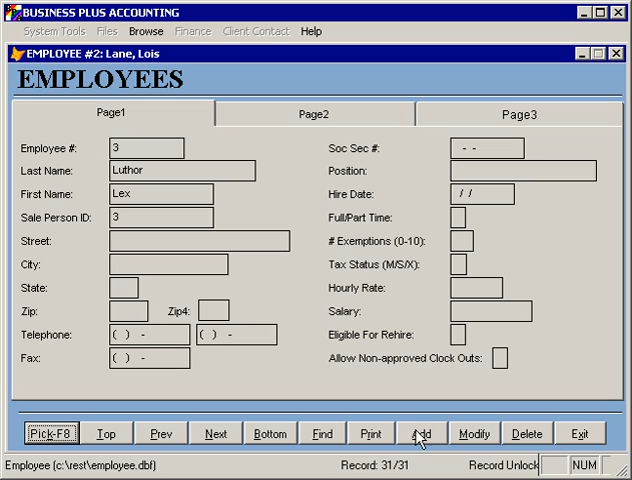 BUSINESS PLUS ACCOUNTING
System Tools Files Browse Finance Client Contact Help
EMPLOYEE #2: Lane, Lois
EMPLOYEES
Page1 Page2 Page3
Employee #: 3 Soc Sec #: - -
Last Name: Luthor Position:
First Name: Lex Hire Date: / /
Sale Person ID: 3 Full/Part Time:
Street: # Exemptions (0-10):
City: Tax Status (M/S/X):
State: Hourly Rate:
Zip: Zip4: Salary:
Telephone: ( ) - ( ) - Eligible For Rehire:
Fax: ( ) - Allow Non-approved Clock Outs:
Pick-F8 Top Prev Next Bottom Find Print Add Modify Delete Exit
Employee (c:\rest\employee.dbf) Record: 31/31 Record Unlock NUM